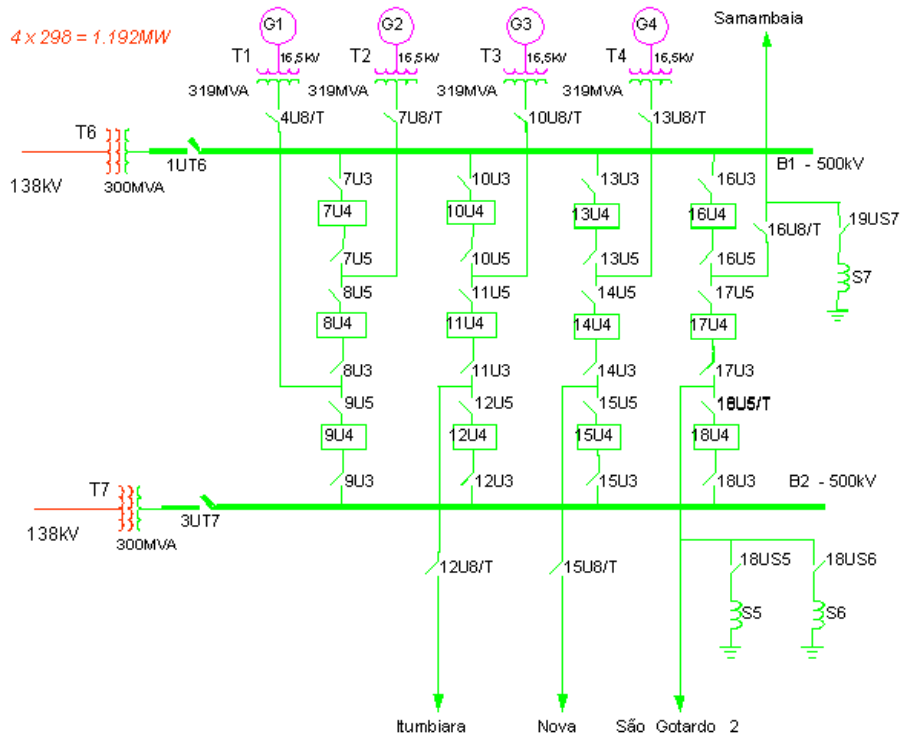 G1 G2 G3 G4 Samambaia
4 x 298 = 1.192MW
T1 16,5kV T2 16,5kV T3 16,5kV T4 16,5kV
319MVA 319MVA 319MVA 319MVA
4U8/T 7U8/T 10U8/T 13U8/T
T6
1UT6 B1 - 500kV
138kV 300MVA
7U3 10U3 13U3 16U3
7U4 10U4 13U4 16U4 16U8/T 19US7
7U5 10U5 13U5 16U5
S7
8U5 11U5 14U5 17U5
8U4 11U4 14U4 17U4
8U3 11U3 14U3 17U3
9U5 12U5 15U5 18U5/T
9U4 12U4 15U4 18U4
9U3 12U3 15U3 18U3
T7 B2 - 500kV
3UT7
138kV 300MVA
12U8/T 15U8/T 18US5 18US6
S5 S6
Itumbiara Nova São Gotardo 2